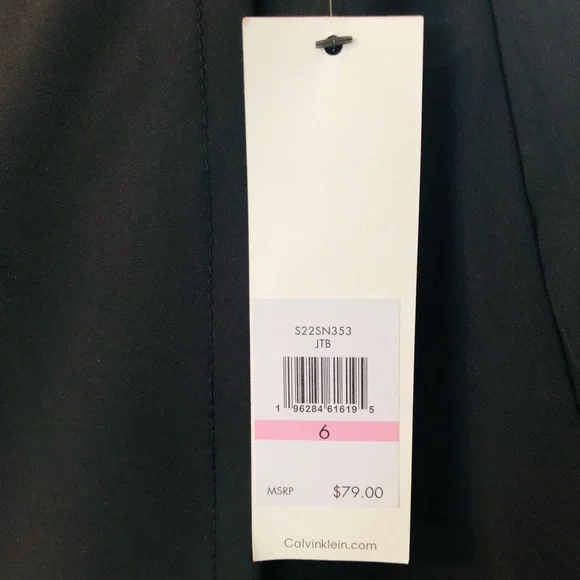 S22SN353
JTB
1 96284 61619 5
6
MSRP $79.00
Calvinklein.com